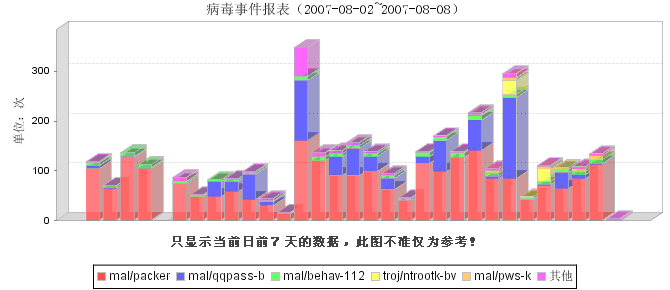 病毒事件报表（2007-08-02~2007-08-08）
单位：次
300
200
100
0
只显示当前日前7 天的数据，此图不准仅为参考！
mal/packer mal/qqpass-b mal/behav-112 troj/ntrootk-bv mal/pws-k 其他